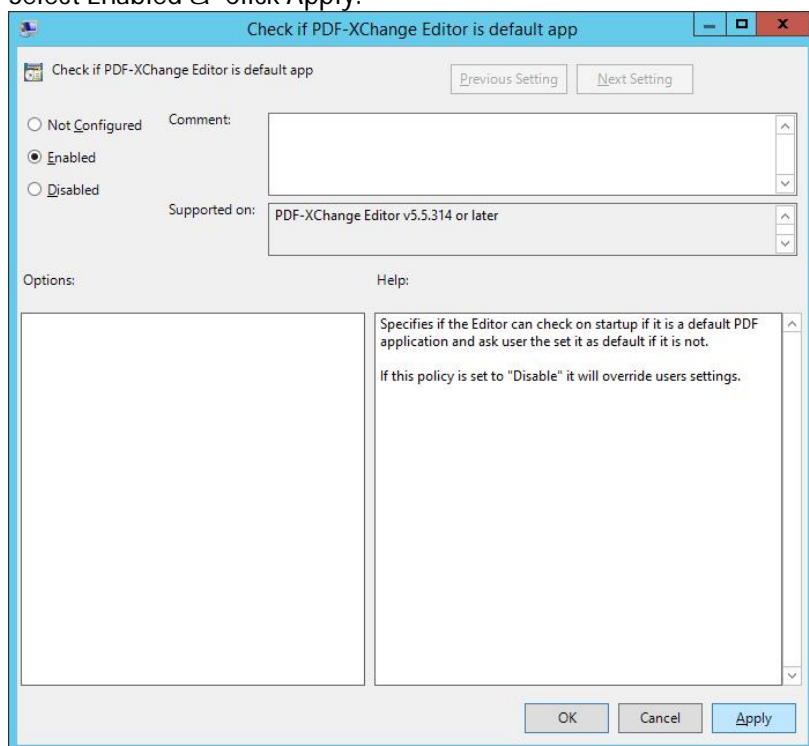 Select Enabled & Click Apply.
Check if PDF-XChange Editor is default app
Check if PDF-XChange Editor is default app
Previous Setting
Next Setting
Not Configured
Comment:
Enabled
Disabled
Supported on:
PDF-XChange Editor v5.5.314 or later
Options:
Help:
Specifies if the Editor can check on startup if it is a default PDF
application and ask user the set it as default if it is not.
If this policy is set to "Disable" it will override users settings.
OK
Cancel
Apply